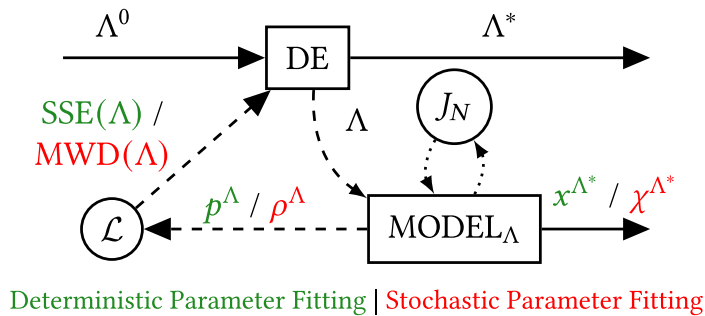 Λ⁰
Λ*
DE
SSE(Λ) /
MWD(Λ)
Λ
J_N
p^Λ / ρ^Λ
x^{Λ*} / χ^{Λ*}
ℒ
MODEL_Λ
Deterministic Parameter Fitting | Stochastic Parameter Fitting